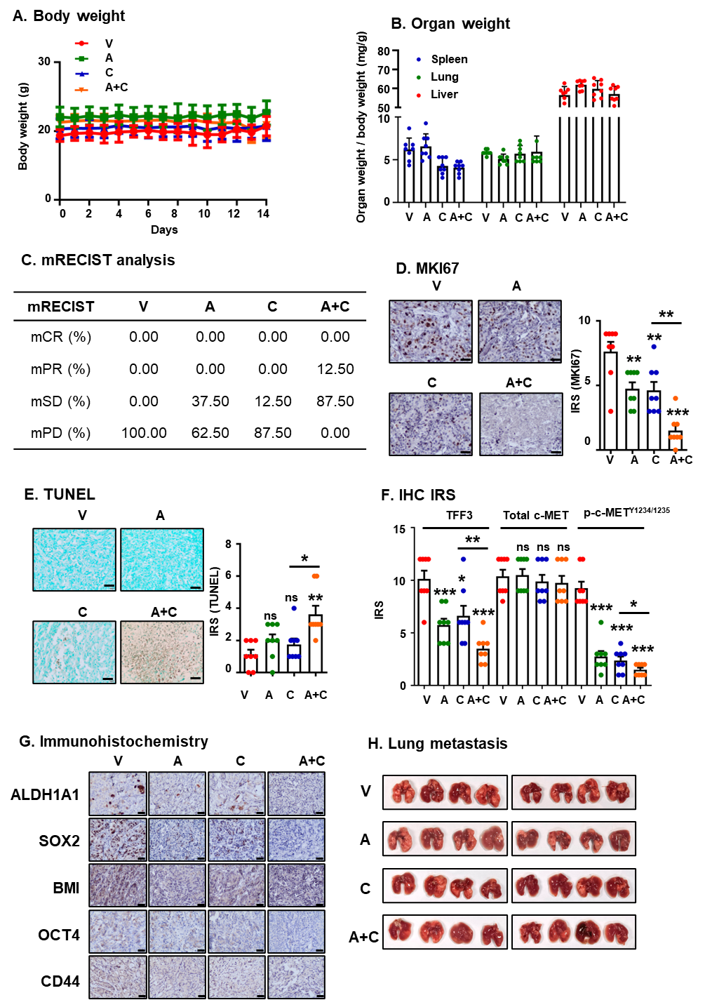 A. Body weight
V
A
C
A+C
30
20
0
Body weight (g)
0 2 4 6 8 10 12 14
Days
B. Organ weight
Organ weight / body weight (mg/g)
80
70
60
50
10
5
0
Spleen
Lung
Liver
V A C A+C V A C A+C V A C A+C
C. mRECIST analysis
mRECIST V A C A+C
mCR (%) 0.00 0.00 0.00 0.00
mPR (%) 0.00 0.00 0.00 12.50
mSD (%) 0.00 37.50 12.50 87.50
mPD (%) 100.00 62.50 87.50 0.00
D. MKI67
V A
C A+C
IRS (MKI67)
10
5
0
**
**
**
***
V A C A+C
E. TUNEL
V A
C A+C
IRS (TUNEL)
8
6
4
2
0
*
ns
ns
**
V A C A+C
F. IHC IRS
TFF3 Total c-MET p-c-METY1234/1235
IRS
15
10
5
0
*** * ** ***
ns ns ns
*** *** * ***
V A C A+C V A C A+C V A C A+C
G. Immunohistochemistry
V A C A+C
ALDH1A1
SOX2
BMI
OCT4
CD44
H. Lung metastasis
V
A
C
A+C